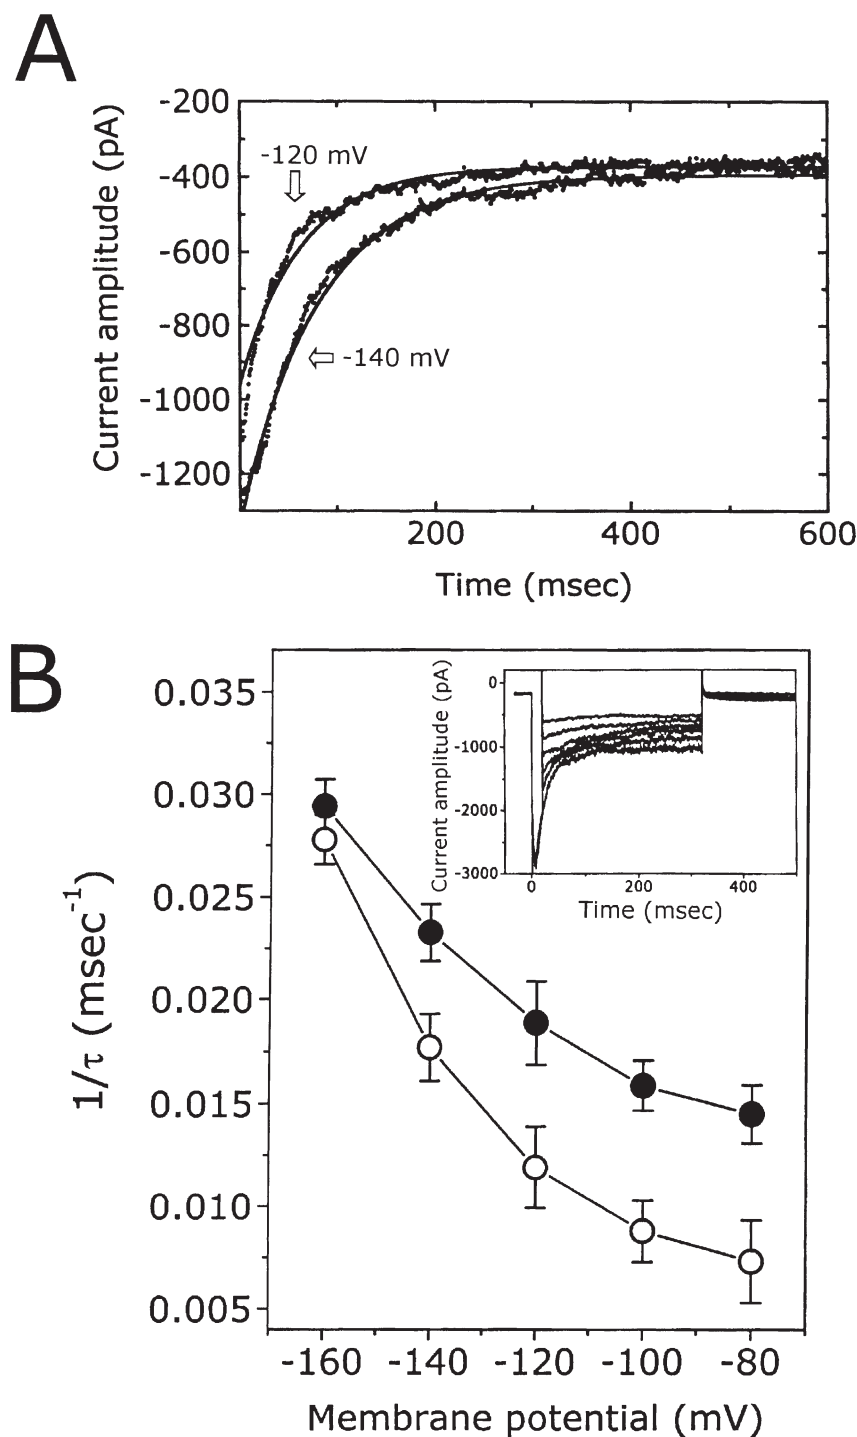 A
-200
-400
-600
-800
-1000
-1200
Current amplitude (pA)
-120 mV
-140 mV
200
400
600
Time (msec)
B
0.035
0.030
0.025
0.020
0.015
0.010
0.005
1/τ (msec⁻¹)
0
-1000
-2000
-3000
Current amplitude (pA)
0
200
400
Time (msec)
-160
-140
-120
-100
-80
Membrane potential (mV)